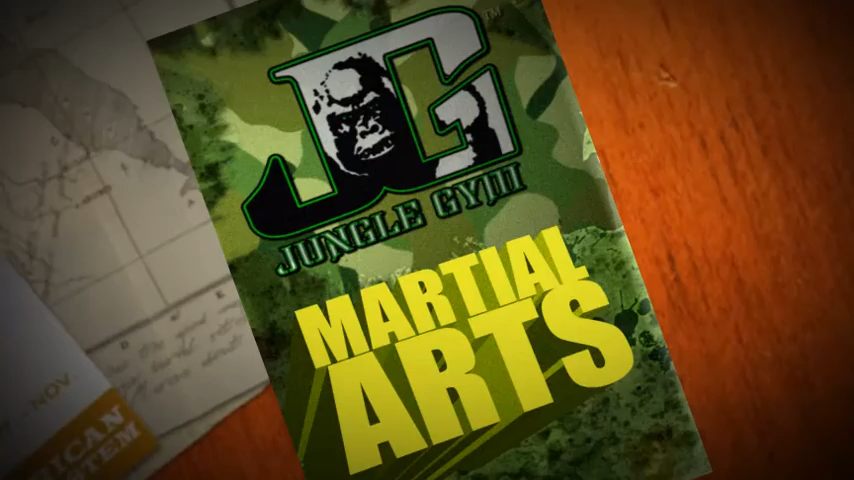 JG
TM
JUNGLE GYM
MARTIAL
ARTS
- NOV.
RICAN
STEM